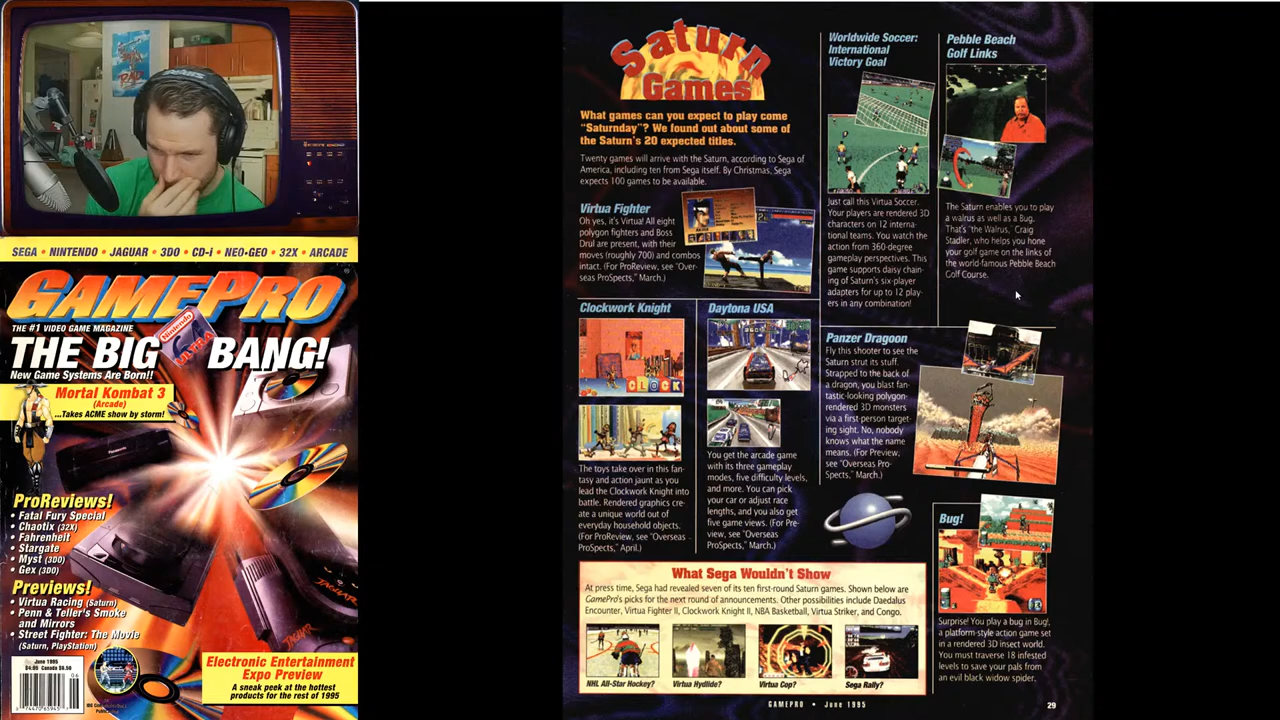 SEGA • NINTENDO • JAGUAR • 3DO • CD-i • NEO•GEO • 32X • ARCADE
GAMEPRO
THE #1 VIDEO GAME MAGAZINE
Nintendo
ULTRA
THE BIG BANG!
New Game Systems Are Born!!
Mortal Kombat 3
(Arcade)
...Takes ACME show by storm!
ProReviews!
• Fatal Fury Special
• Chaotix (32X)
• Fahrenheit
• Stargate
• Myst (3DO)
• Gex (3DO)
Previews!
• Virtua Racing (Saturn)
• Penn & Teller's Smoke
and Mirrors
• Street Fighter: The Movie
(Saturn, PlayStation)
JAGUAR
June 1995
$4.95 Canada $6.50
Electronic Entertainment
Expo Preview
A sneak peek at the hottest
products for the rest of 1995
Saturn
Games
What games can you expect to play come
“Saturnday”? We found out about some of
the Saturn's 20 expected titles.
Twenty games will arrive with the Saturn, according to Sega of
America, including ten from Sega itself. By Christmas, Sega
expects 100 games to be available.
Virtua Fighter
Oh yes, it's Virtua! All eight
polygon fighters and Boss
Drul are present, with their
moves (roughly 700) and combos
intact. (For ProReview, see “Over-
seas ProSpects,” March.)
Clockwork Knight
CLOCK
The toys take over in this fan-
tasy and action jaunt as you
lead the Clockwork Knight into
battle. Rendered graphics cre-
ate a unique world out of
everyday household objects.
(For ProReview, see “Overseas
ProSpects,” April.)
Daytona USA
You get the arcade game
with its three gameplay
modes, five difficulty levels,
and more. You can pick
your car or adjust race
lengths, and you also get
five game views. (For Pre-
view, see “Overseas
ProSpects,” March.)
Worldwide Soccer:
International
Victory Goal
Just call this Virtua Soccer.
Your players are rendered 3D
characters on 12 interna-
tional teams. You watch the
action from 360-degree
gameplay perspectives. This
game supports daisy chain-
ing of Saturn's six-player
adapters for up to 12 play-
ers in any combination!
Pebble Beach
Golf Links
The Saturn enables you to play
a walrus as well as a Bug.
That's “the Walrus,” Craig
Stadler, who helps you hone
your golf game on the links of
the world-famous Pebble Beach
Golf Course.
Panzer Dragoon
Fly this shooter to see the
Saturn strut its stuff.
Strapped to the back of
a dragon, you blast fan-
tastic-looking polygon-
rendered 3D monsters
via a first-person target-
ing sight. No, nobody
knows what the name
means. (For Preview,
see “Overseas Pro-
Spects,” March.)
Bug!
Surprise! You play a bug in Bug!,
a platform-style action game set
in a rendered 3D insect world.
You must traverse 18 infested
levels to save your pals from
an evil black widow spider.
What Sega Wouldn't Show
At press time, Sega had revealed seven of its ten first-round Saturn games. Shown below are
GamePro's picks for the next round of announcements. Other possibilities include Daedalus
Encounter, Virtua Fighter II, Clockwork Knight II, NBA Basketball, Virtua Striker, and Congo.
NHL All-Star Hockey?
Virtua Hydlide?
Virtua Cop?
Sega Rally?
GAMEPRO • June 1995
29